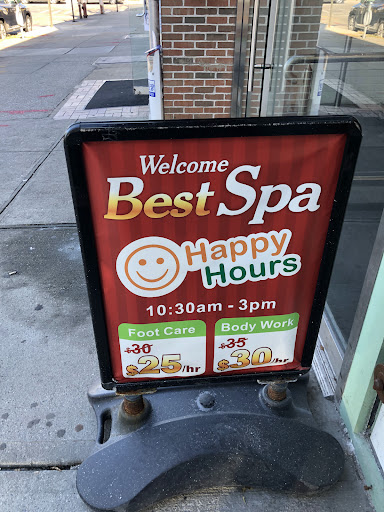 Welcome
Best Spa
Happy
Hours
10:30am - 3pm
Foot Care
$30
$25/hr
Body Work
$35
$30/hr